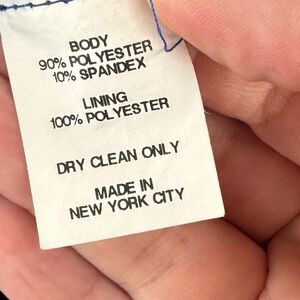 BODY
90% POLYESTER
10% SPANDEX
LINING
100% POLYESTER
DRY CLEAN ONLY
MADE IN
NEW YORK CITY